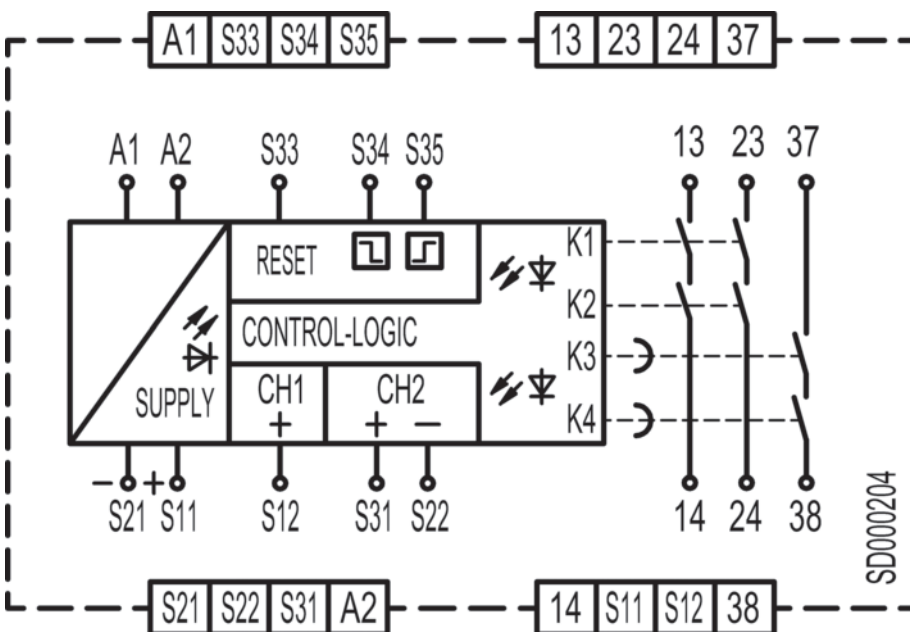 A1 S33 S34 S35 13 23 24 37
A1 A2 S33 S34 S35 13 23 37
RESET K1
K2
CONTROL-LOGIC
K3
SUPPLY CH1 CH2
+ + − K4
− S21 + S11 S12 S31 S22 14 24 38
SD000204
S21 S22 S31 A2 14 S11 S12 38